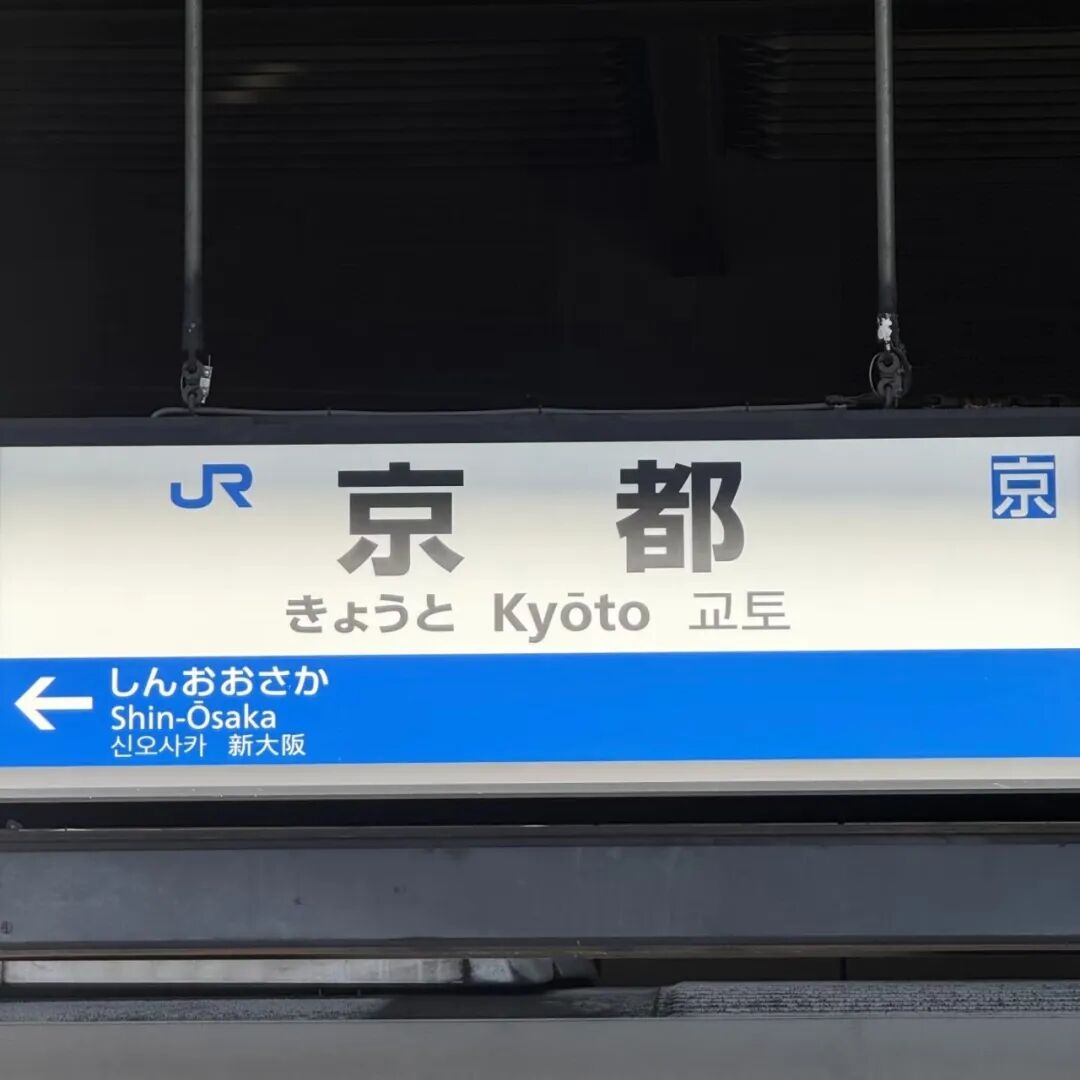 JR 京都 京
きょうと Kyōto 교토
← しんおおさか
Shin-Ōsaka
신오사카 新大阪